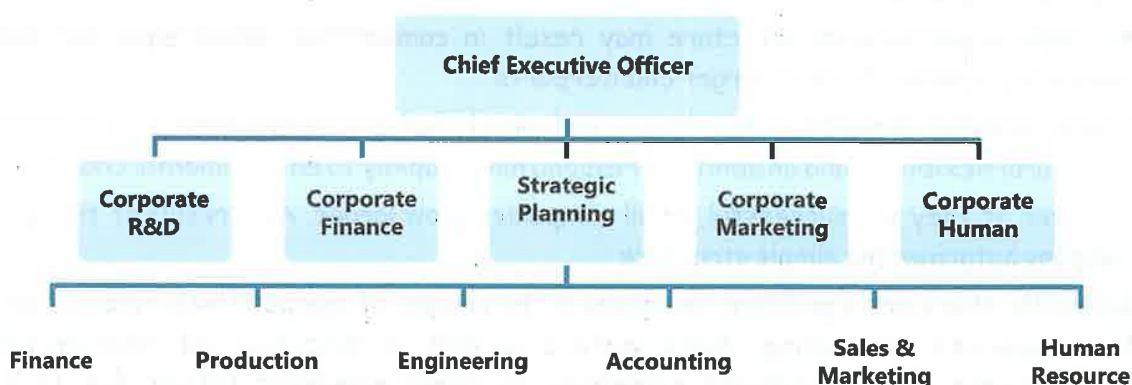 Chief Executive Officer
Corporate
R&D
Corporate
Finance
Strategic
Planning
Corporate
Marketing
Corporate
Human
Finance
Production
Engineering
Accounting
Sales &
Marketing
Human
Resource